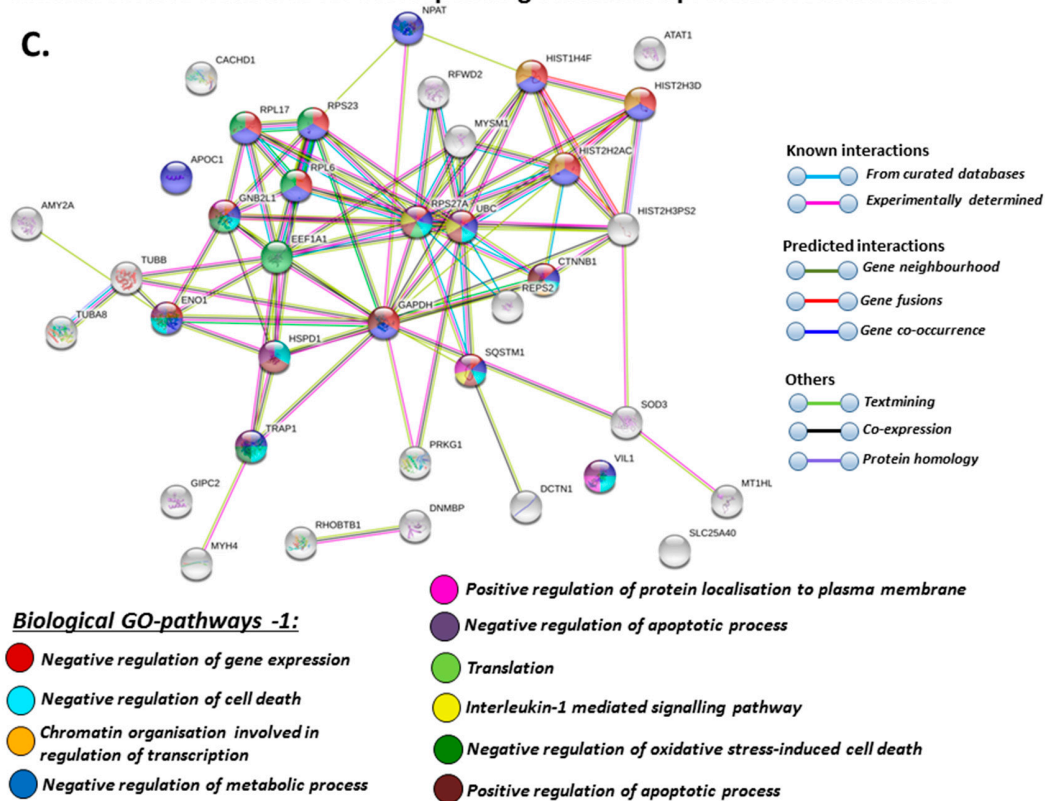 C.
NPAT
ATAT1
CACHD1
HIST1H4F
RFWD2
HIST2H3D
RPL17
RPS23
MYSM1
HIST2H2AC
APOC1
RPL6
GNB2L1
RPS27A
UBC
HIST2H3PS2
AMY2A
EEF1A1
CTNNB1
TUBB
REPS2
ENO1
GAPDH
TUBA8
HSPD1
SQSTM1
SOD3
TRAP1
PRKG1
VIL1
GIPC2
DCTN1
MT1HL
DNMBP
RHOBTB1
SLC25A40
MYH4
Known interactions
From curated databases
Experimentally determined
Predicted interactions
Gene neighbourhood
Gene fusions
Gene co-occurrence
Others
Textmining
Co-expression
Protein homology
Biological GO-pathways -1:
Negative regulation of gene expression
Negative regulation of cell death
Chromatin organisation involved in
regulation of transcription
Negative regulation of metabolic process
Positive regulation of protein localisation to plasma membrane
Negative regulation of apoptotic process
Translation
Interleukin-1 mediated signalling pathway
Negative regulation of oxidative stress-induced cell death
Positive regulation of apoptotic process